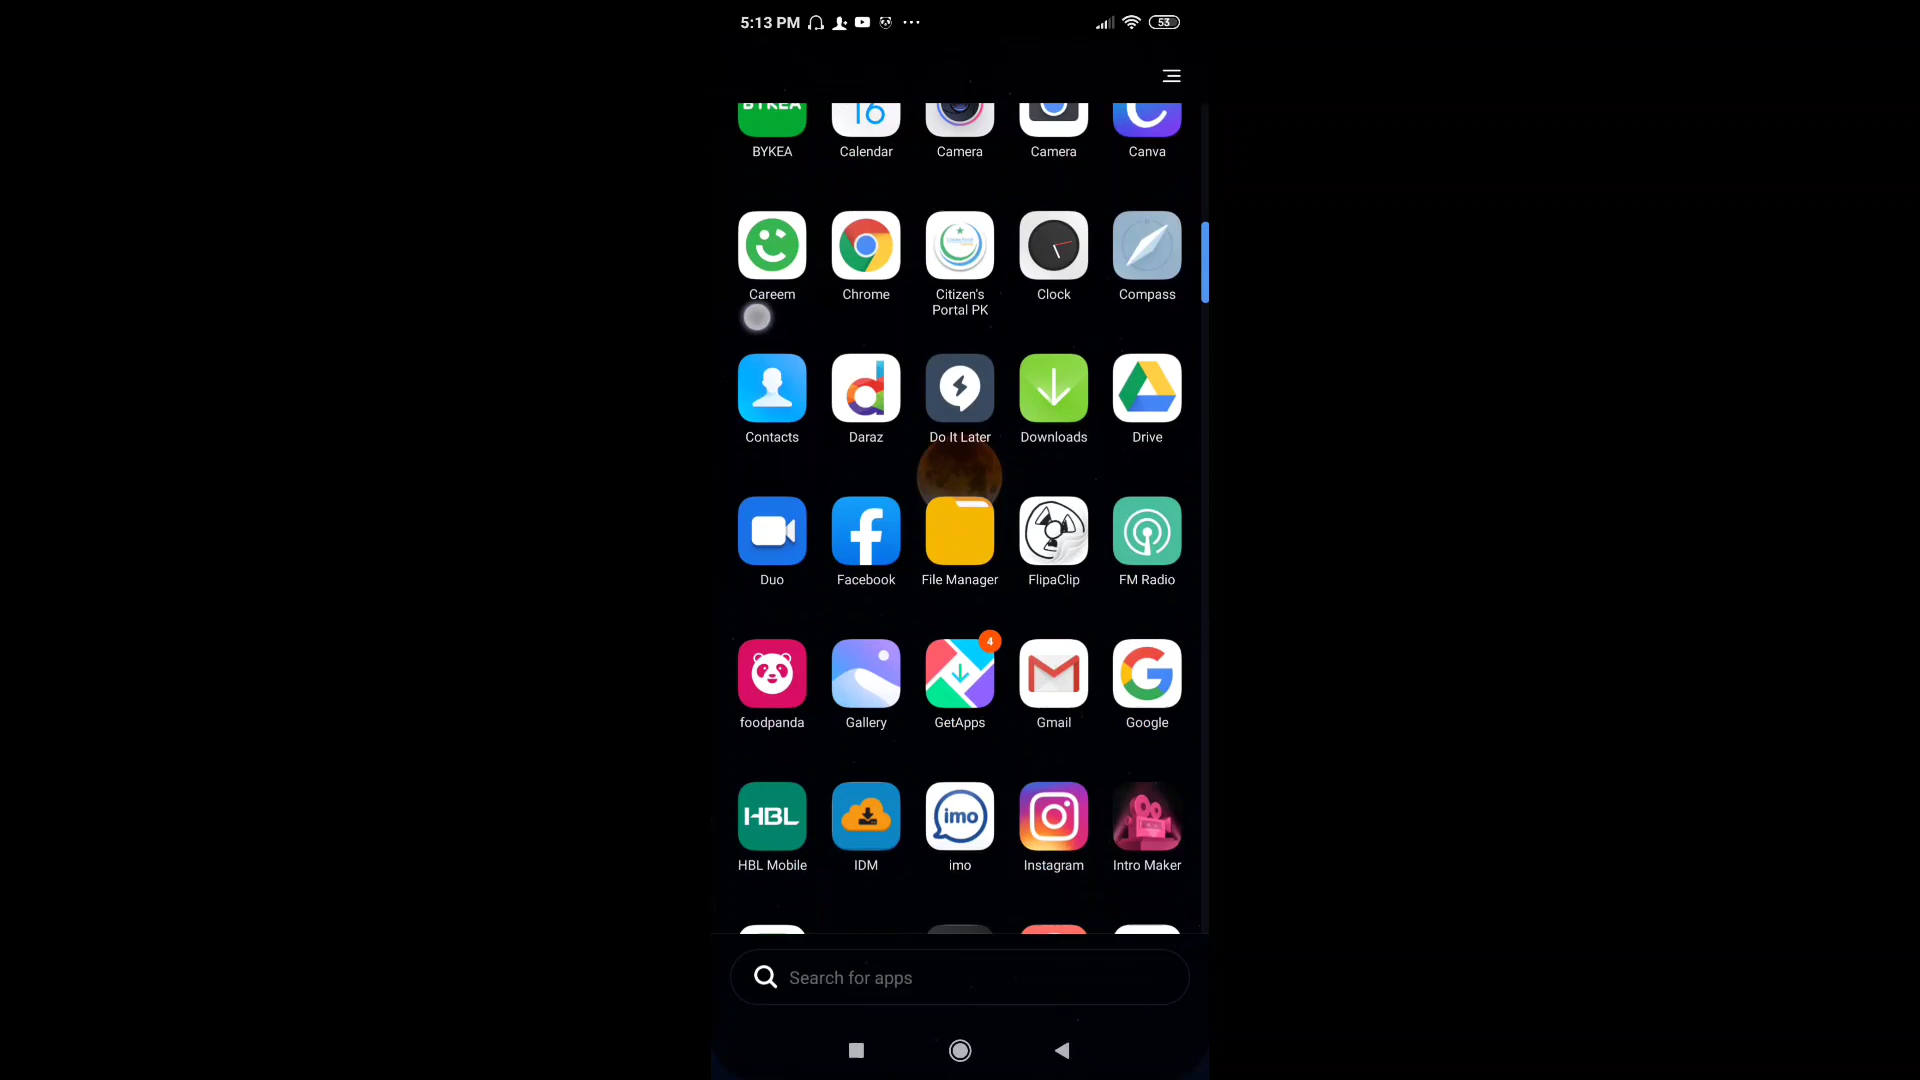 5:13 PM 53
BYKEA 16
BYKEA Calendar Camera Camera Canva
Careem Chrome Citizen's Portal PK Clock Compass
Contacts Daraz Do It Later Downloads Drive
Duo Facebook File Manager FlipaClip FM Radio
4
foodpanda Gallery GetApps Gmail Google
HBL imo
HBL Mobile IDM imo Instagram Intro Maker
Search for apps